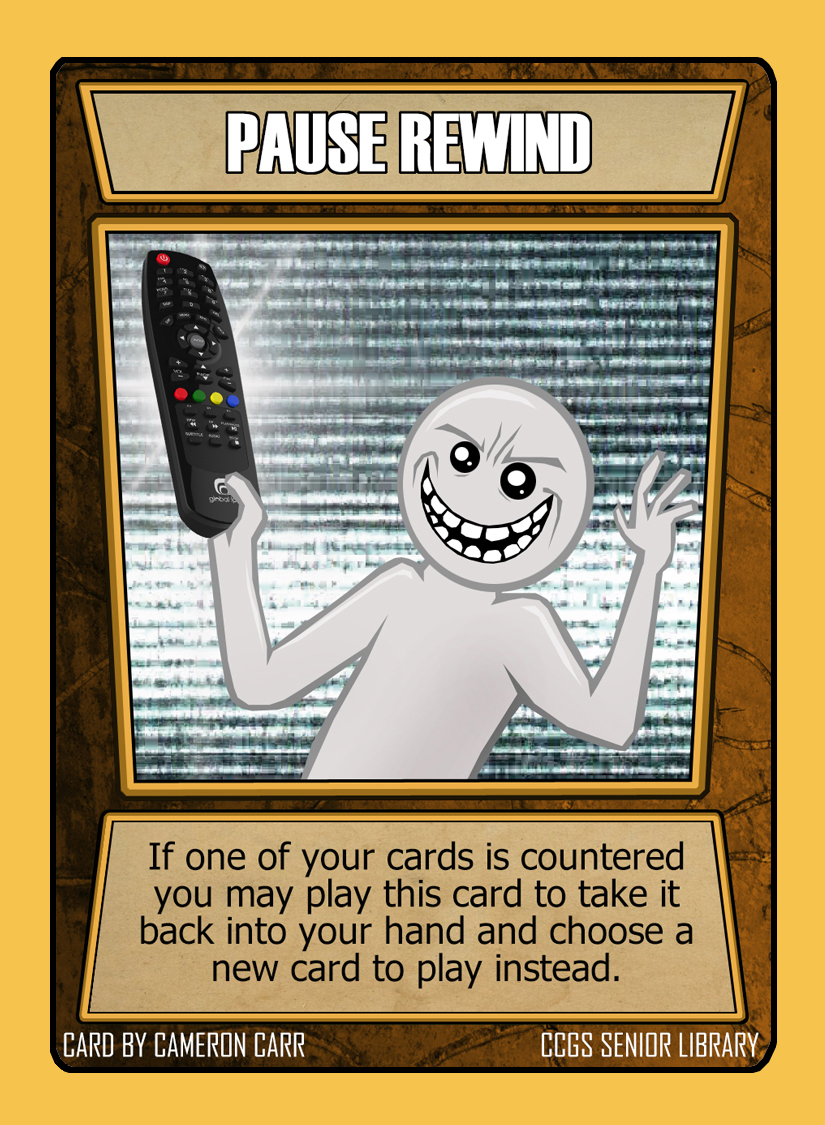 PAUSE REWIND
If one of your cards is countered
you may play this card to take it
back into your hand and choose a
new card to play instead.
CARD BY CAMERON CARR
CCGS SENIOR LIBRARY